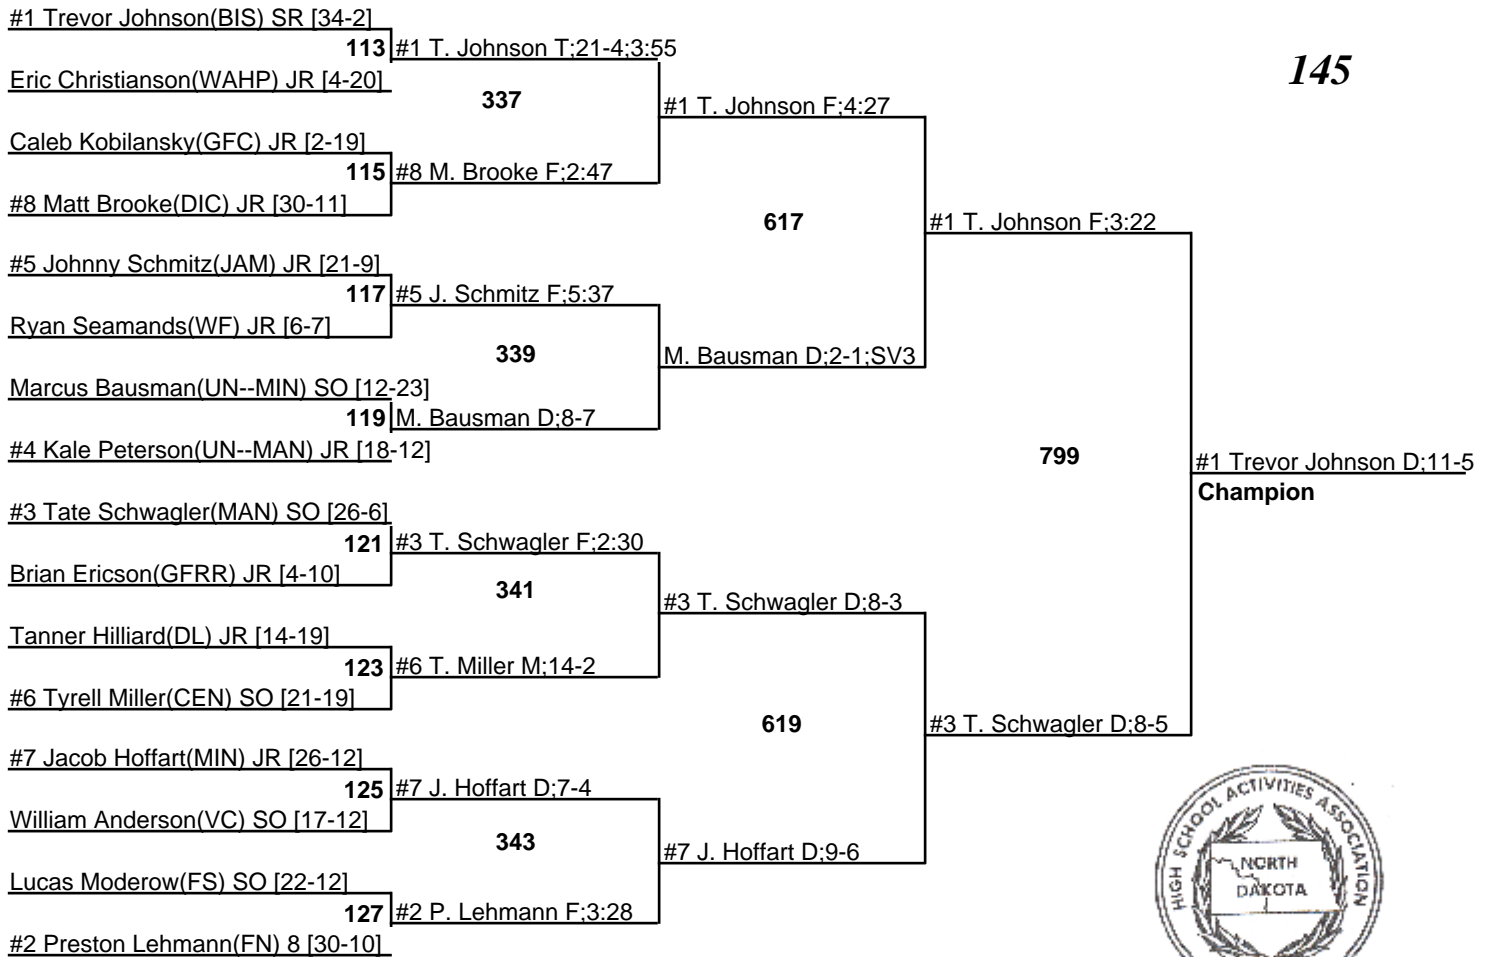 #1 Trevor Johnson(BIS) SR [34-2]
113 #1 T. Johnson T;21-4;3:55
145
Eric Christianson(WAHP) JR [4-20]
337
#1 T. Johnson F;4:27
Caleb Kobilansky(GFC) JR [2-19]
115 #8 M. Brooke F;2:47
#8 Matt Brooke(DIC) JR [30-11]
617
#1 T. Johnson F;3:22
#5 Johnny Schmitz(JAM) JR [21-9]
117 #5 J. Schmitz F;5:37
Ryan Seamands(WF) JR [6-7]
339
M. Bausman D;2-1;SV3
Marcus Bausman(UN--MIN) SO [12-23]
119 M. Bausman D;8-7
#4 Kale Peterson(UN--MAN) JR [18-12]
799
#1 Trevor Johnson D;11-5
Champion
#3 Tate Schwagler(MAN) SO [26-6]
121 #3 T. Schwagler F;2:30
Brian Ericson(GFRR) JR [4-10]
341
#3 T. Schwagler D;8-3
Tanner Hilliard(DL) JR [14-19]
123 #6 T. Miller M;14-2
#6 Tyrell Miller(CEN) SO [21-19]
619
#3 T. Schwagler D;8-5
#7 Jacob Hoffart(MIN) JR [26-12]
125 #7 J. Hoffart D;7-4
William Anderson(VC) SO [17-12]
343
#7 J. Hoffart D;9-6
Lucas Moderow(FS) SO [22-12]
127 #2 P. Lehmann F;3:28
#2 Preston Lehmann(FN) 8 [30-10]
HIGH SCHOOL ACTIVITIES ASSOCIATION
NORTH
DAKOTA